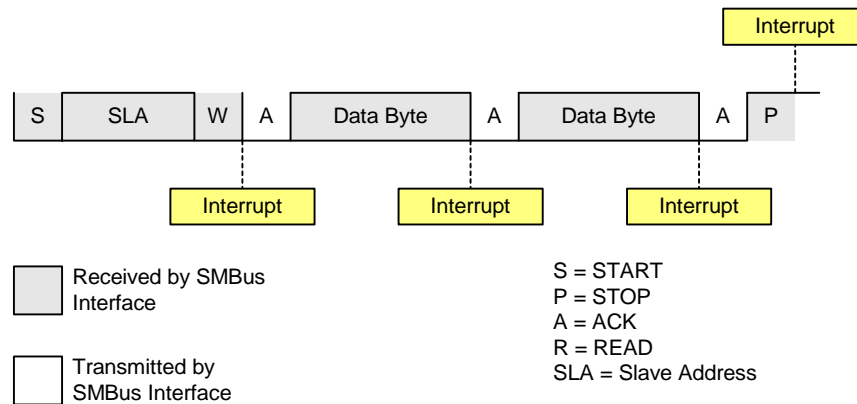 Interrupt
S SLA W A Data Byte A Data Byte A P
Interrupt Interrupt Interrupt
Received by SMBus
Interface
Transmitted by
SMBus Interface
S = START
P = STOP
A = ACK
R = READ
SLA = Slave Address